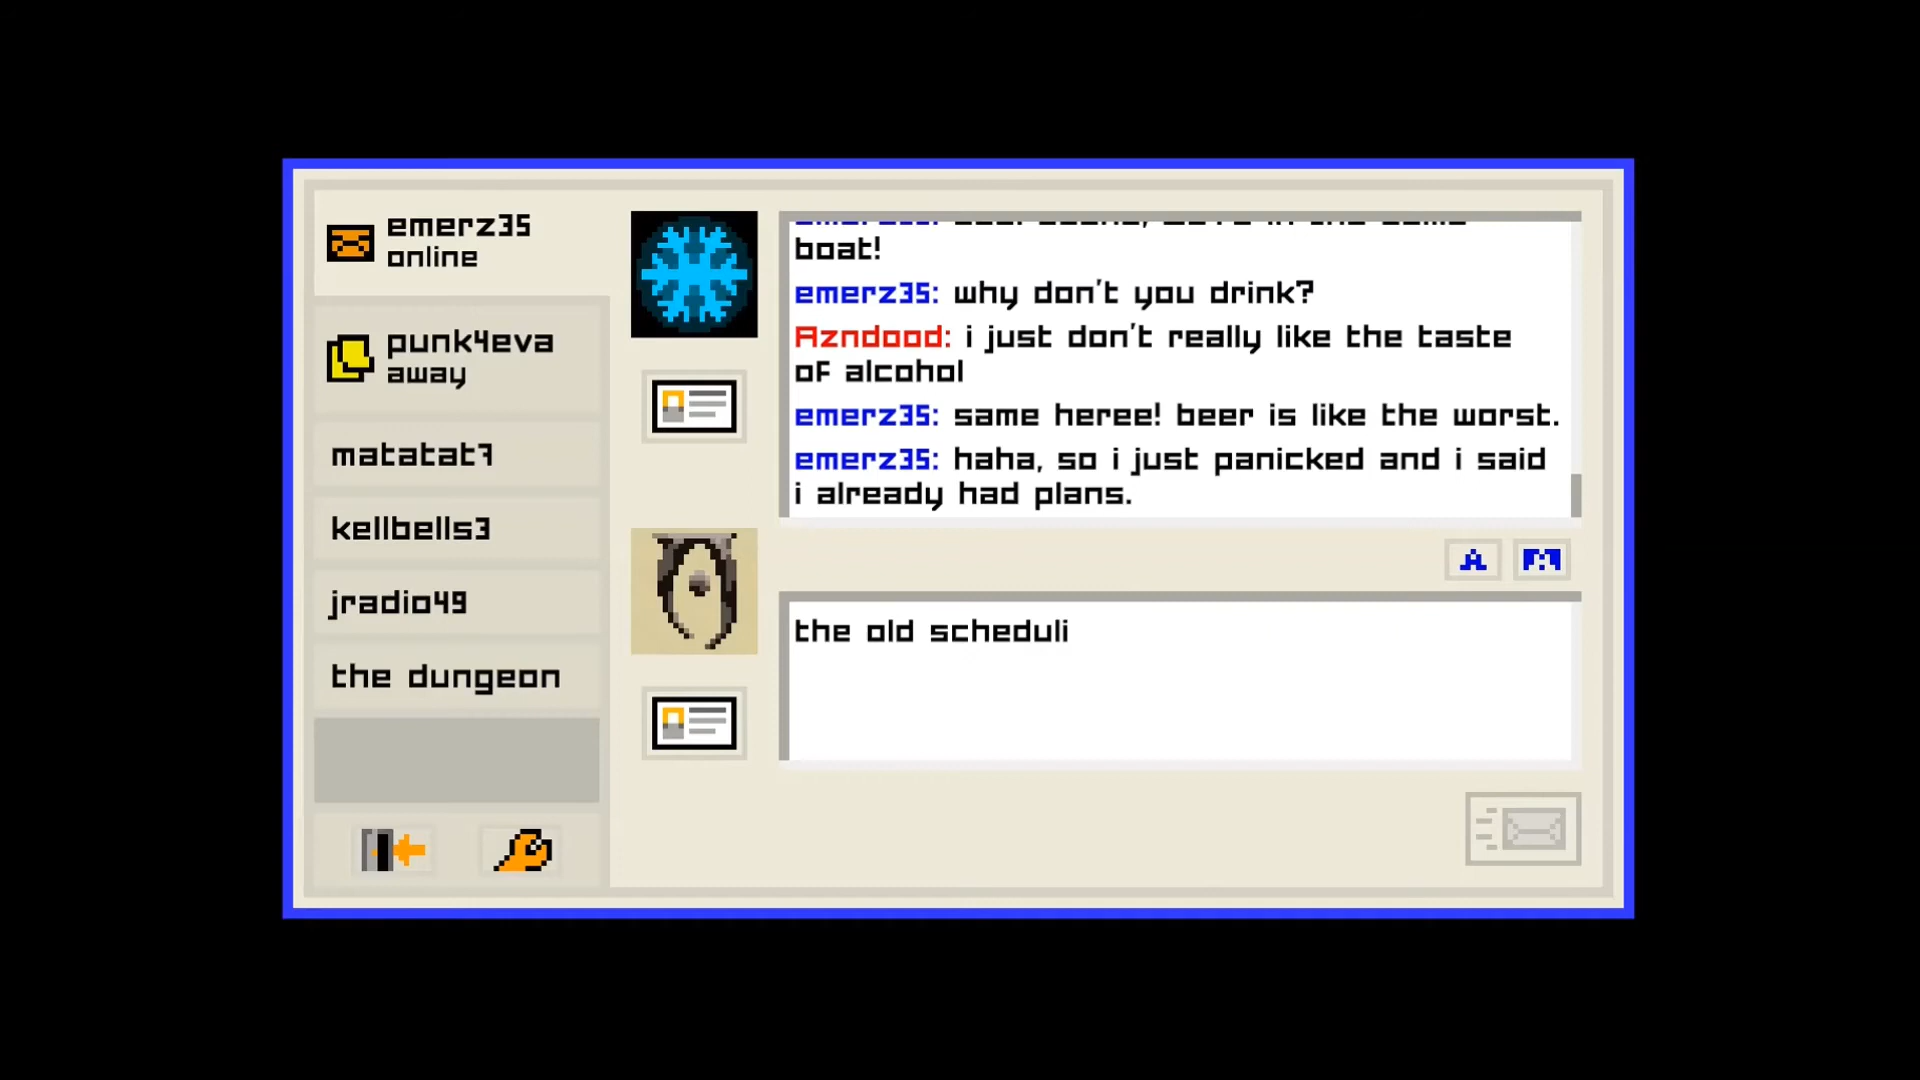 emerz35
online
punk4eva
away
matatat7
kellbells3
jradio49
the dungeon
boat!
emerz35: why don't you drink?
Azndood: i just don't really like the taste
of alcohol
emerz35: same heree! beer is like the worst.
emerz35: haha, so i just panicked and i said
i already had plans.
A
the old scheduli